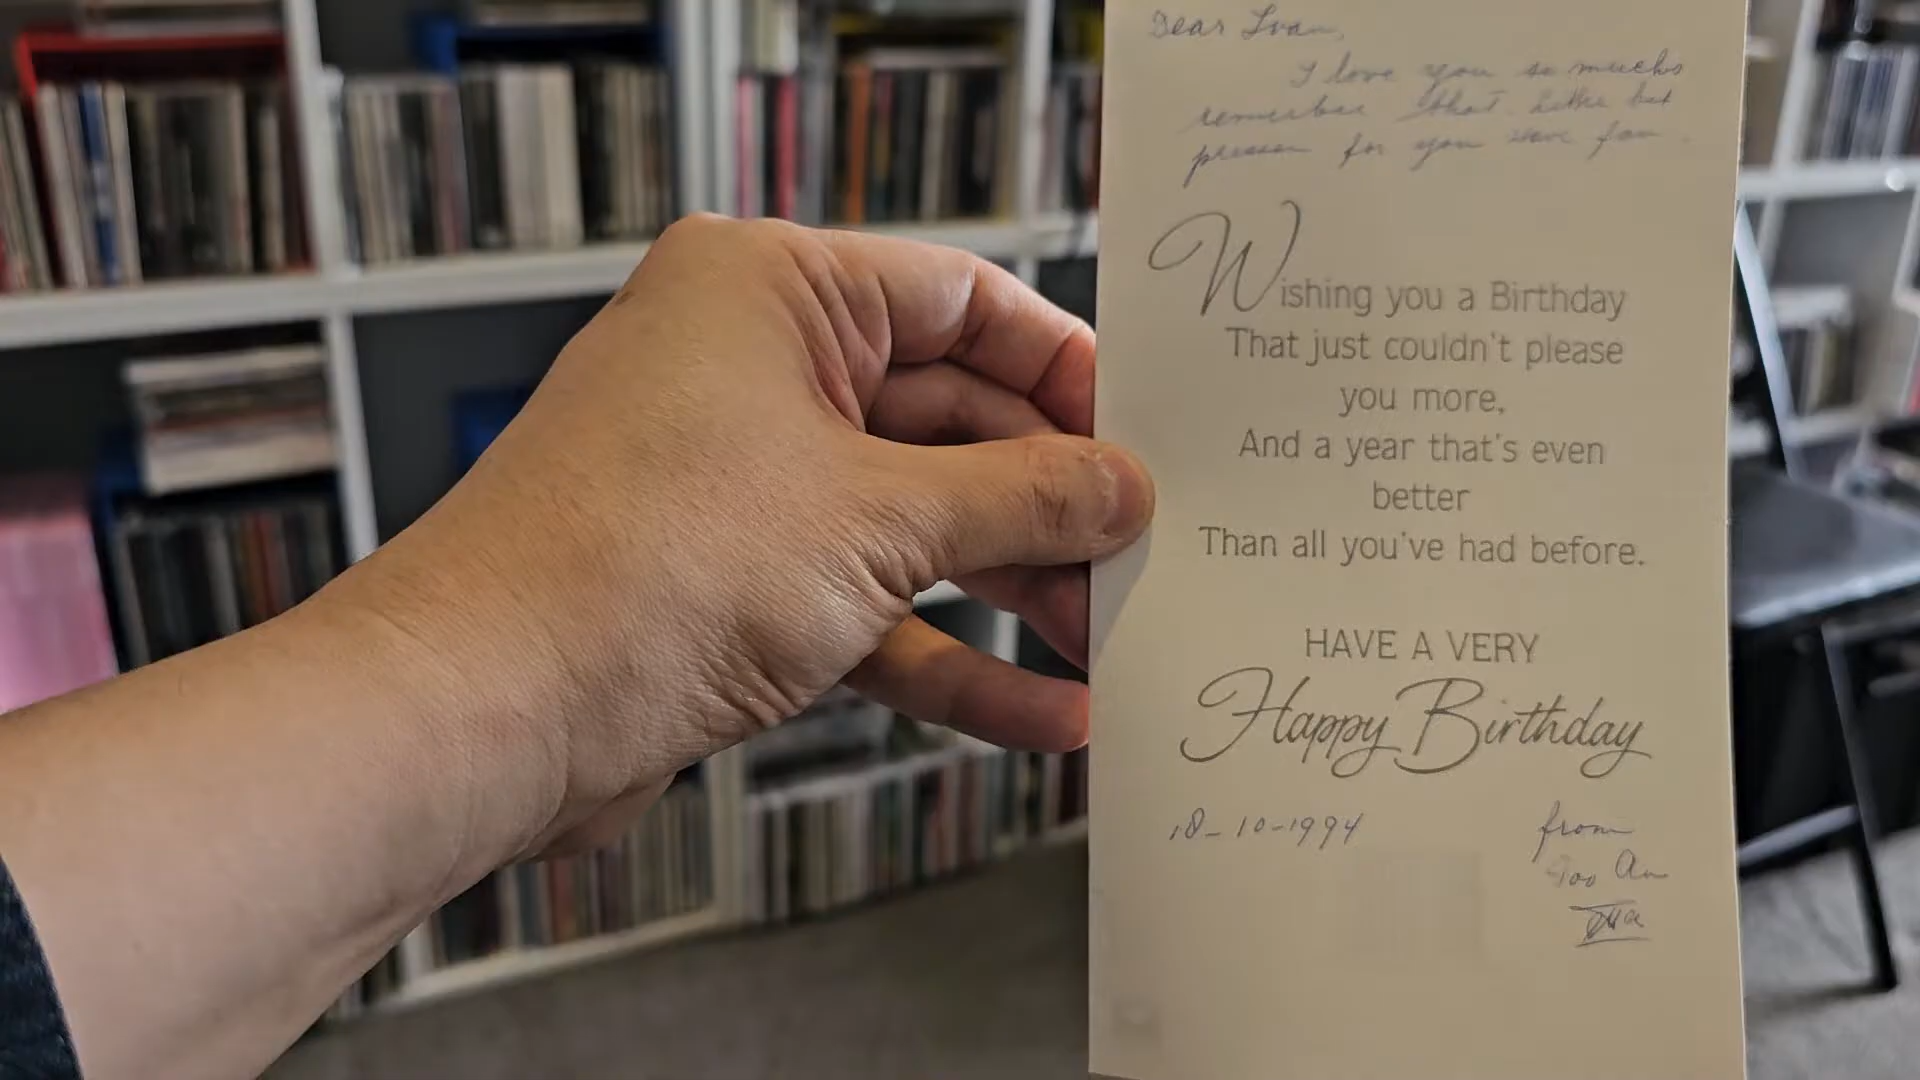 Dear Ivan,
I love you so much
remember that. Little but
for you
Wishing you a Birthday
That just couldn't please
you more,
And a year that's even
better
Than all you've had before.
HAVE A VERY
Happy Birthday
18-10-1994
from